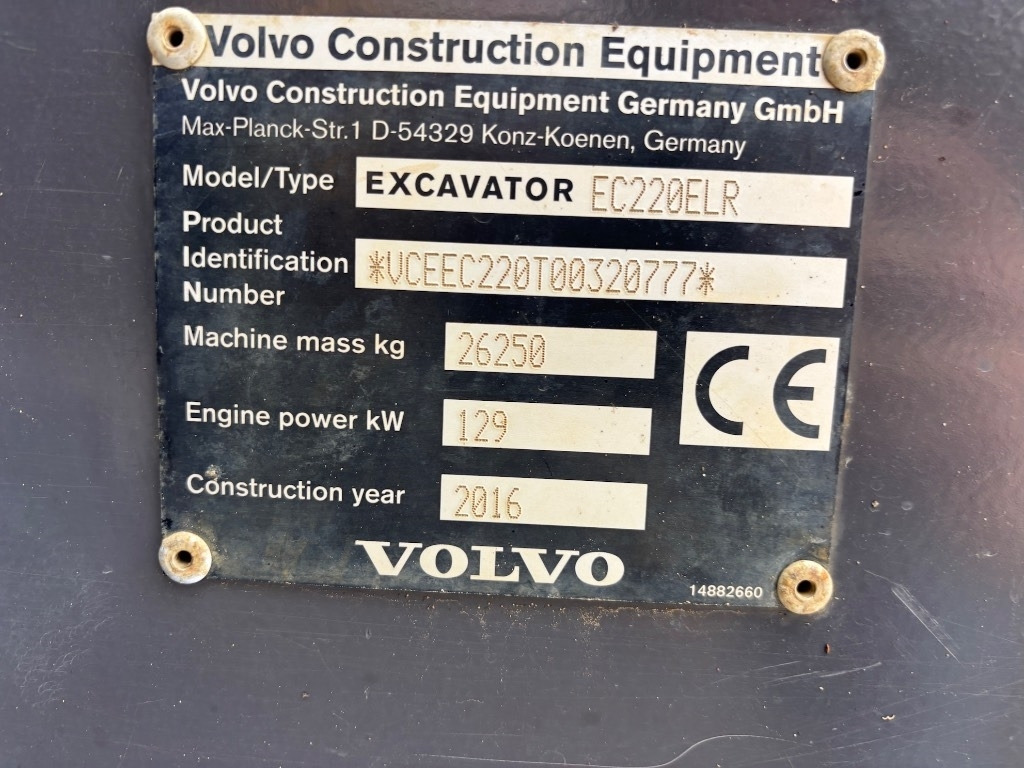 Volvo Construction Equipment
Volvo Construction Equipment Germany GmbH
Max-Planck-Str.1 D-54329 Konz-Koenen, Germany
Model/Type EXCAVATOR EC220ELR
Product
Identification *VCEEC220T00320777*
Number
Machine mass kg 26250
CE
Engine power kW 129
Construction year 2016
VOLVO
14882660